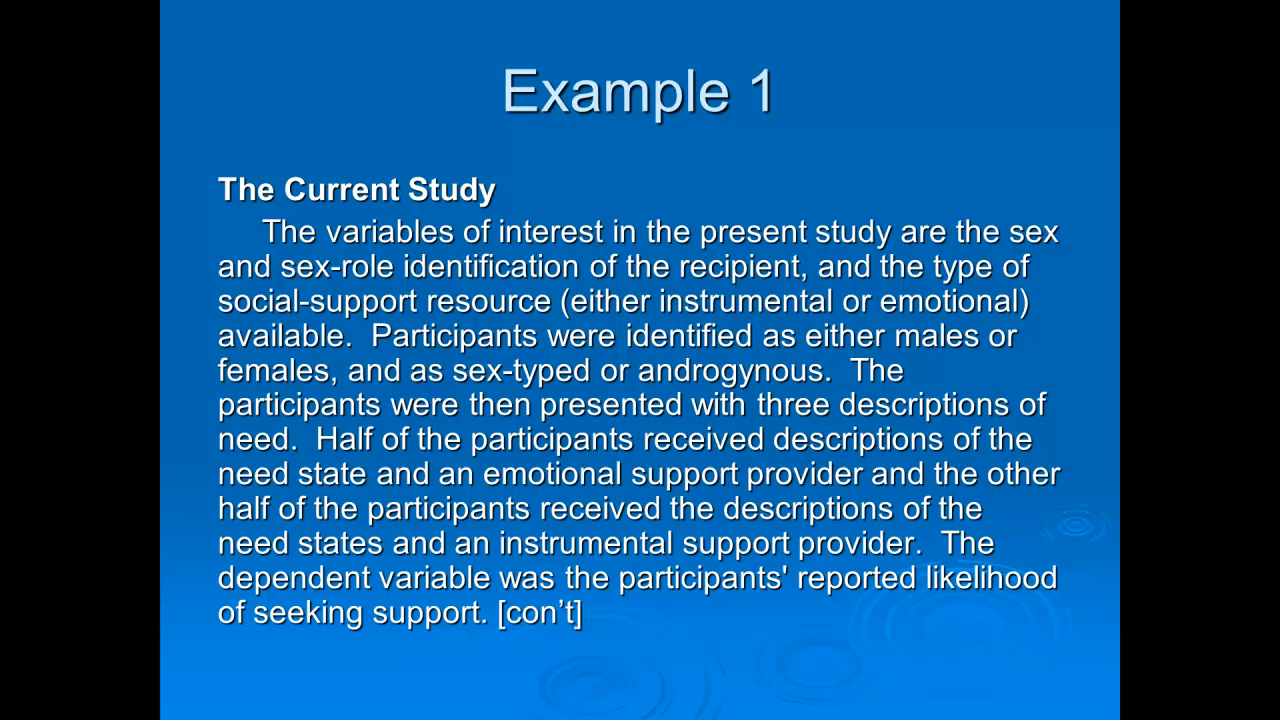 Example 1
The Current Study
The variables of interest in the present study are the sex
and sex-role identification of the recipient, and the type of
social-support resource (either instrumental or emotional)
available.  Participants were identified as either males or
females, and as sex-typed or androgynous.  The
participants were then presented with three descriptions of
need.  Half of the participants received descriptions of the
need state and an emotional support provider and the other
half of the participants received the descriptions of the
need states and an instrumental support provider.  The
dependent variable was the participants' reported likelihood
of seeking support. [con’t]